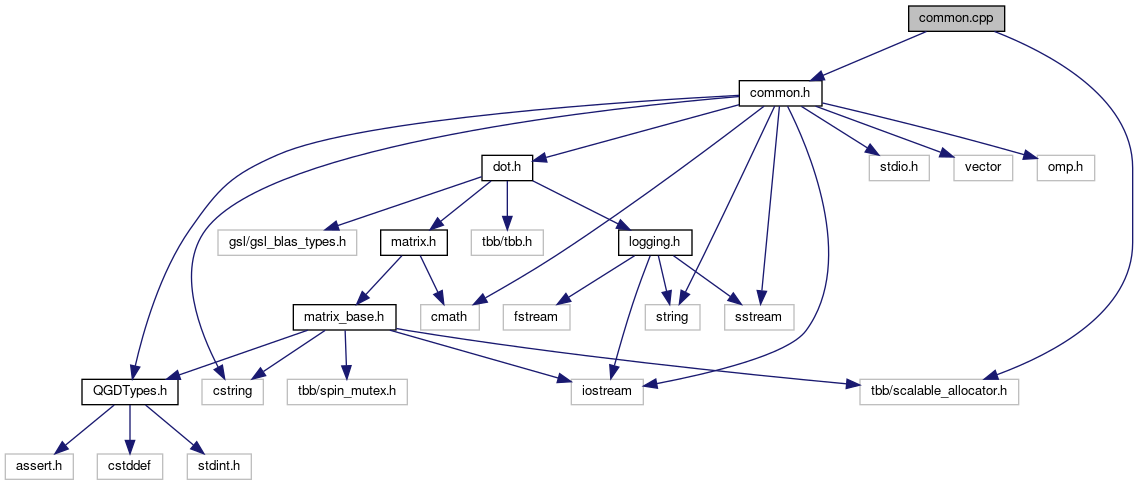 common.cpp
common.h
dot.h
stdio.h
vector
omp.h
gsl/gsl_blas_types.h
matrix.h
tbb/tbb.h
logging.h
matrix_base.h
cmath
fstream
string
sstream
QGDTypes.h
cstring
tbb/spin_mutex.h
iostream
tbb/scalable_allocator.h
assert.h
cstddef
stdint.h